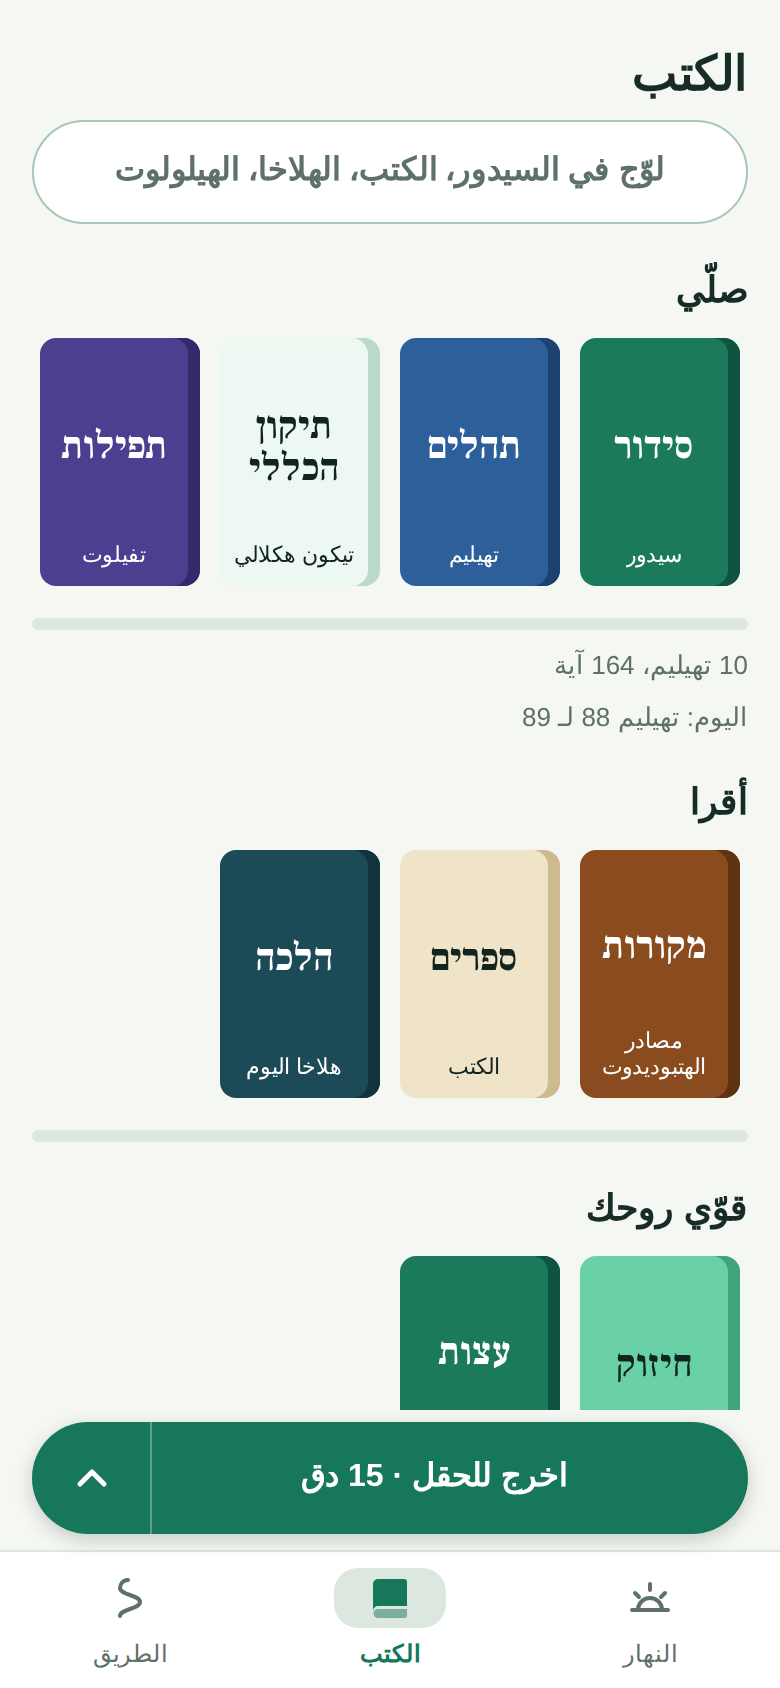 الكتب
لوّج في السيدور، الكتب، الهلاخا، الهيلولوت
صلّي
סידור
سيدور
תהלים
تهيليم
תיקון
הכללי
تيكون هكلالي
תפילות
تفيلوت
10 تهيليم، 164 آية
اليوم: تهيليم 88 لـ 89
أقرا
מקורות
مصادر
الهتبوديدوت
ספרים
الكتب
הלכה
هلاخا اليوم
قوّي روحك
חיזוק
עצות
اخرج للحقل · 15 دق
النهار
الكتب
الطريق